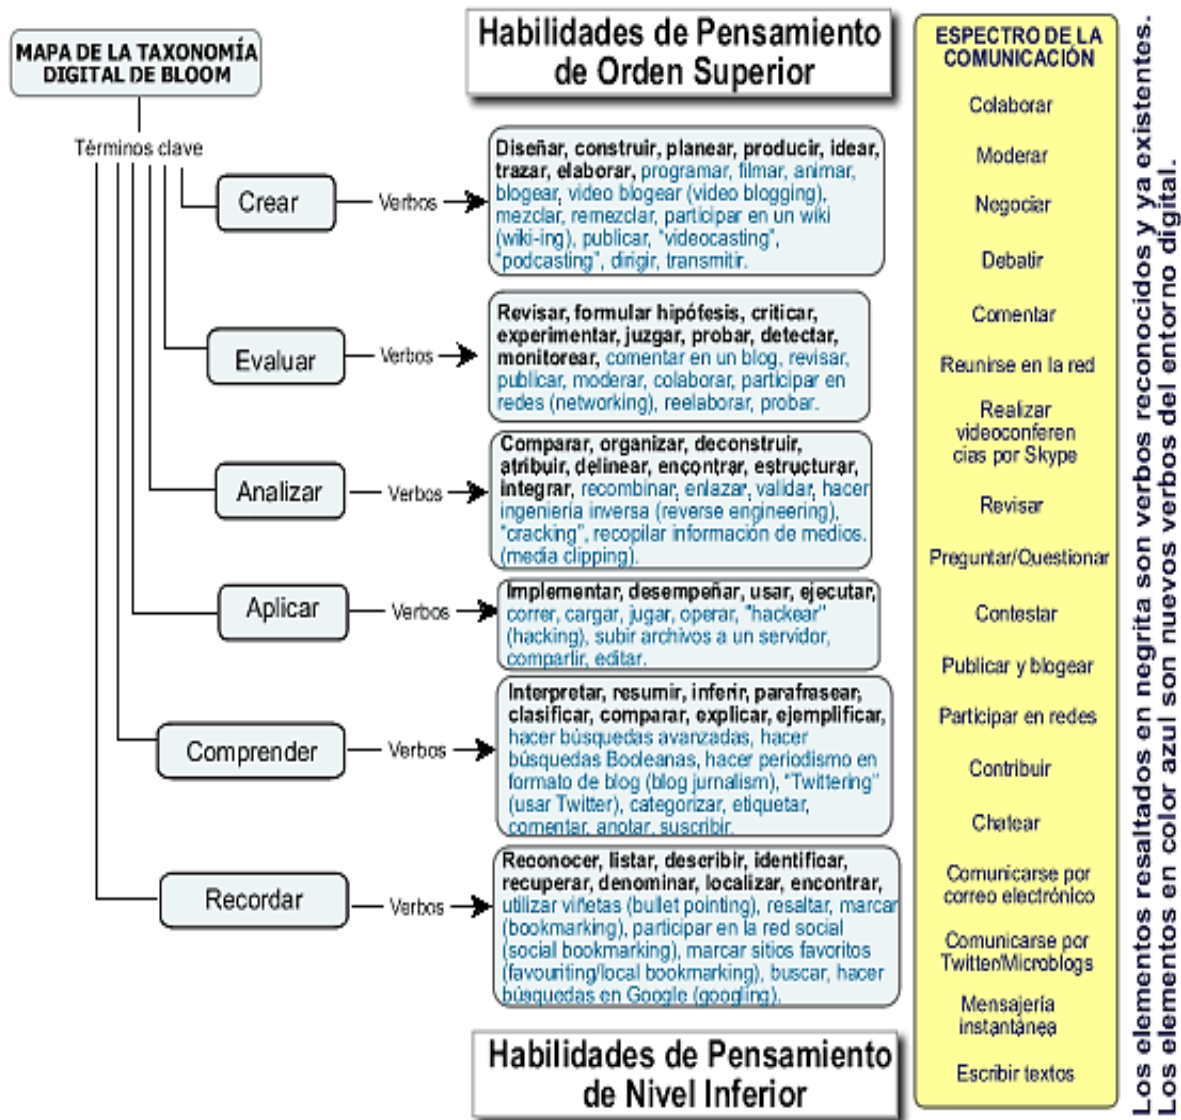 MAPA DE LA TAXONOMÍA
DIGITAL DE BLOOM
Términos clave
Habilidades de Pensamiento
de Orden Superior
Crear
Verbos
Diseñar, construir, planear, producir, idear,
trazar, elaborar, programar, filmar, animar,
blogear, video blogear (video blogging),
mezclar, remezclar, participar en un wiki
(wiki-ing), publicar, "videocasting",
"podcasting", dirigir, transmitir.
Evaluar
Verbos
Revisar, formular hipótesis, criticar,
experimentar, juzgar, probar, detectar,
monitorear, comentar en un blog, revisar,
publicar, moderar, colaborar, participar en
redes (networking), reelaborar, probar.
Analizar
Verbos
Comparar, organizar, deconstruir,
atribuir, delinear, encontrar, estructurar,
integrar, recombinar, enlazar, validar, hacer
ingeniería inversa (reverse engineering),
"cracking", recopilar información de medios.
(media clipping).
Aplicar
Verbos
Implementar, desempeñar, usar, ejecutar,
correr, cargar, jugar, operar, "hackear"
(hacking), subir archivos a un servidor,
compartir, editar.
Comprender
Verbos
Interpretar, resumir, inferir, parafrasear,
clasificar, comparar, explicar, ejemplificar,
hacer búsquedas avanzadas, hacer
búsquedas Booleanas, hacer periodismo en
formato de blog (blog jurnalism), "Twittering"
(usar Twitter), categorizar, etiquetar,
comentar, anotar, suscribir.
Recordar
Verbos
Reconocer, listar, describir, identificar,
recuperar, denominar, localizar, encontrar,
utilizar viñetas (bullet pointing), resaltar, marcar
(bookmarking), participar en la red social
(social bookmarking), marcar sitios favoritos
(favouriting/local bookmarking), buscar, hacer
búsquedas en Google (googling).
Habilidades de Pensamiento
de Nivel Inferior
ESPECTRO DE LA
COMUNICACIÓN
Colaborar
Moderar
Negociar
Debatir
Comentar
Reunirse en la red
Realizar
videoconferen
cias por Skype
Revisar
Preguntar/Questionar
Contestar
Publicar y blogear
Participar en redes
Contribuir
Chatear
Comunicarse por
correo electrónico
Comunicarse por
Twitter/Microblogs
Mensajería
instantánea
Escribir textos
Los elementos resaltados en negrita son verbos reconocidos y ya existentes.
Los elementos en color azul son nuevos verbos del entorno digital.